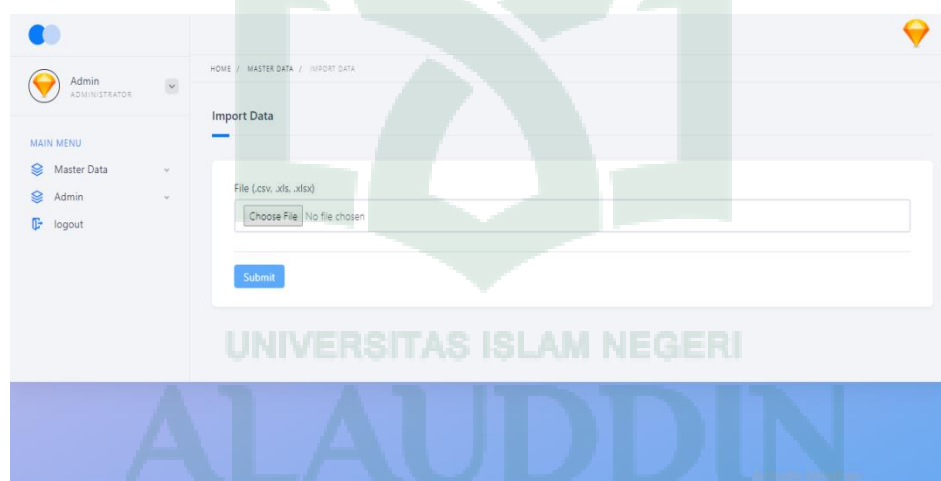 Admin
ADMINISTRATOR
MAIN MENU
Master Data
Admin
logout
HOME / MASTER DATA / IMPORT DATA
Import Data
File (.csv, .xls, .xlsx)
Choose File No file chosen
Submit
UNIVERSITAS ISLAM NEGERI
ALAUDDIN